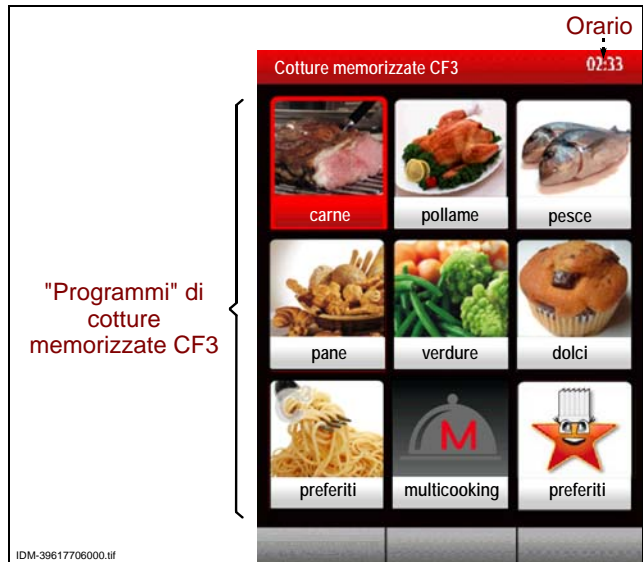 Orario
Cotture memorizzate CF3 02:33
carne pollame pesce
"Programmi" di
cotture
memorizzate CF3
pane verdure dolci
M
preferiti multicooking preferiti
IDM-39617706000.tif